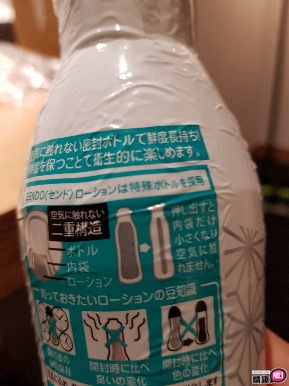 気に触れない密封ボトルで鮮度長持ち!
を保つことで衛生的に楽しめます。
SENDO(センド)ローションは特殊ボトルを採用
空気に触れない
二重構造
ボトル
内袋
ローション
押し出すと
内袋だけ
小さくなり
空気に触
れません。
知っておきたいローションの豆知識
開封時に比べ
臭いの変化
開封時に比べ
色の変化